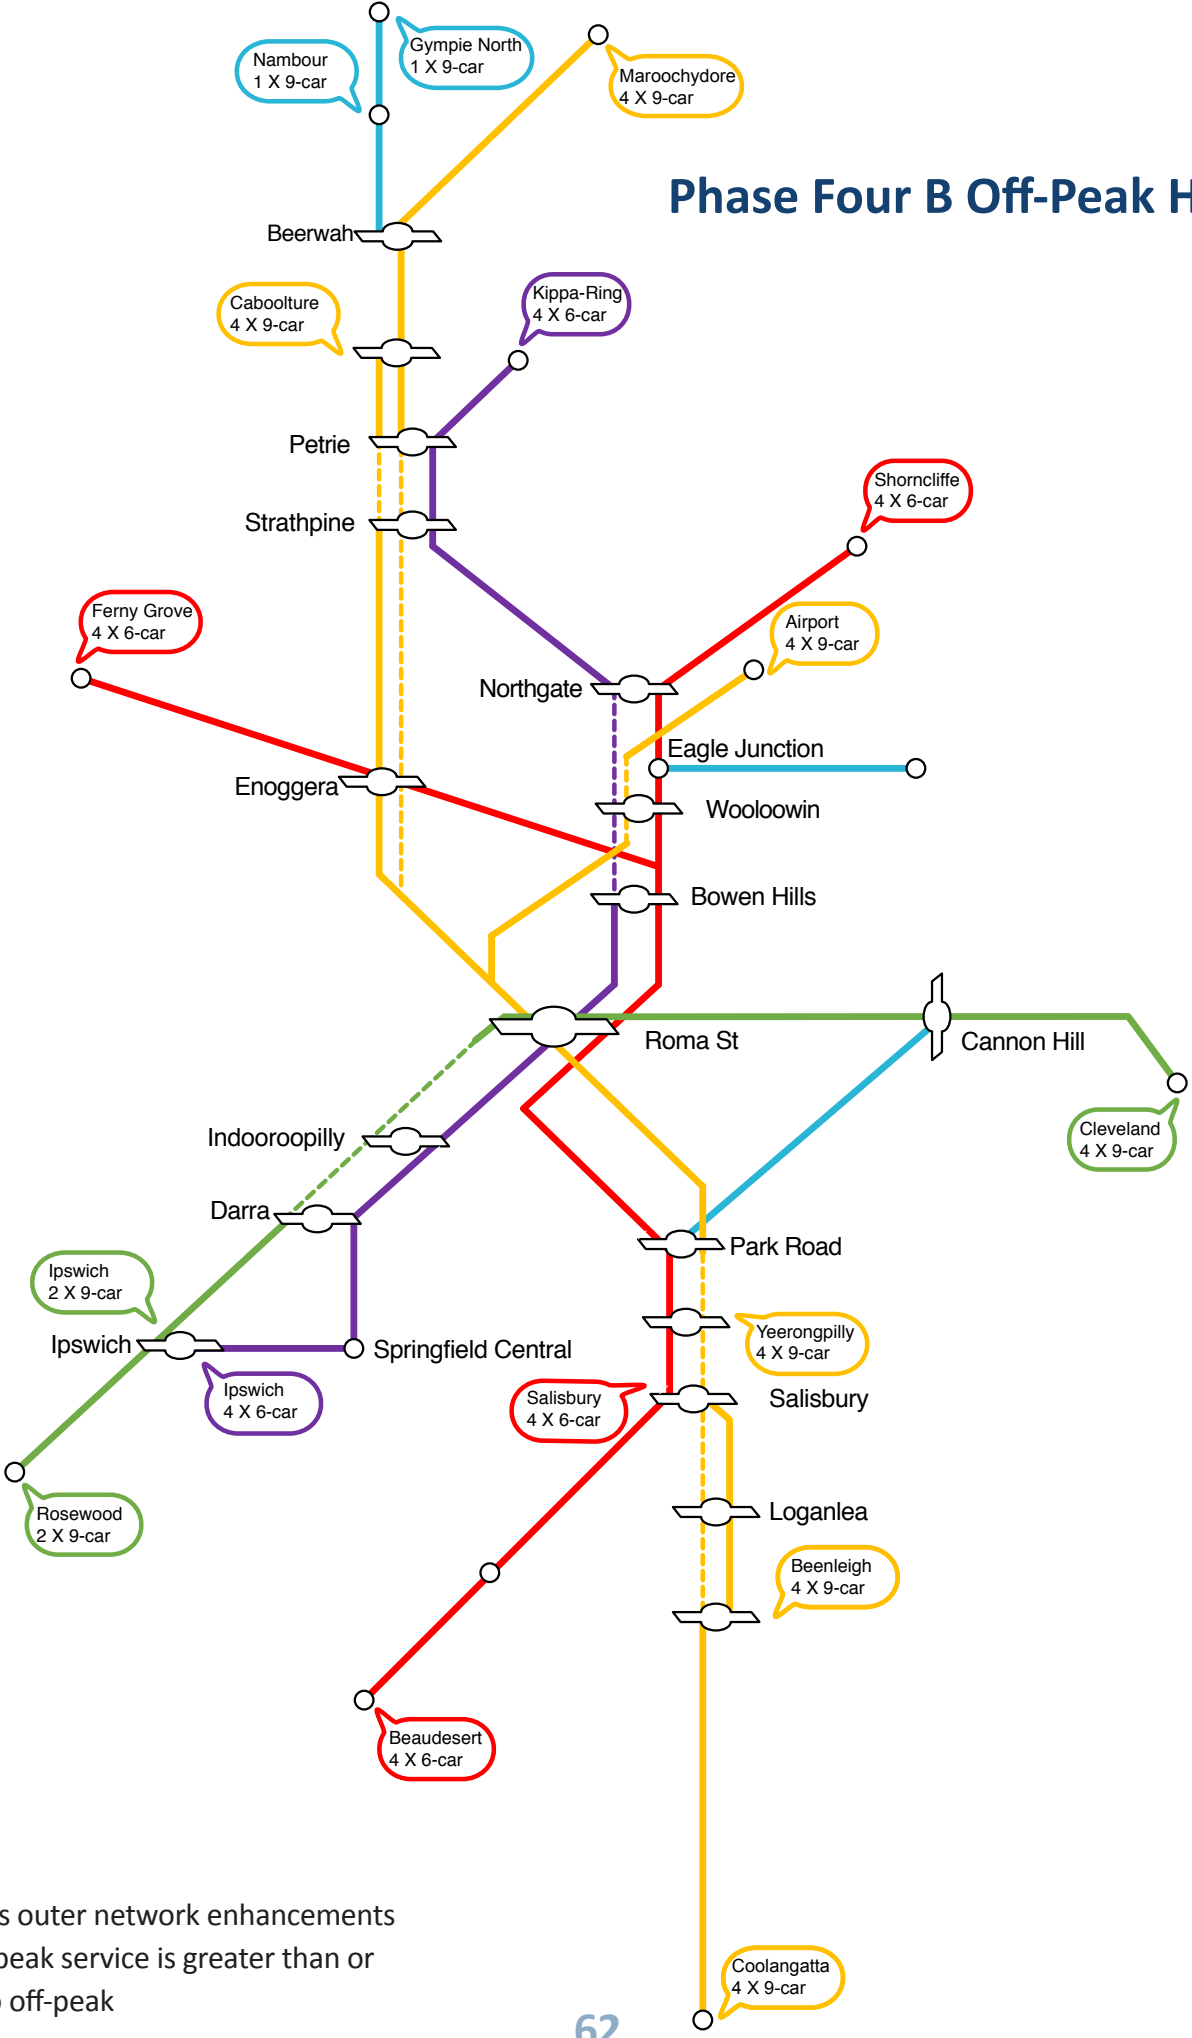 Gympie North
1 X 9-car
Nambour
1 X 9-car
Maroochydore
4 X 9-car
Phase Four B Off-Peak H
Beerwah
Caboolture
4 X 9-car
Kippa-Ring
4 X 6-car
Petrie
Strathpine
Shorncliffe
4 X 6-car
Ferny Grove
4 X 6-car
Airport
4 X 9-car
Northgate
Eagle Junction
Enoggera
Wooloowin
Bowen Hills
Roma St
Cannon Hill
Indooroopilly
Cleveland
4 X 9-car
Darra
Park Road
Ipswich
2 X 9-car
Ipswich
Springfield Central
Yeerongpilly
4 X 9-car
Ipswich
4 X 6-car
Salisbury
4 X 6-car
Salisbury
Rosewood
2 X 9-car
Loganlea
Beenleigh
4 X 9-car
Beaudesert
4 X 6-car
s outer network enhancements
peak service is greater than or
off-peak
Coolangatta
4 X 9-car
62